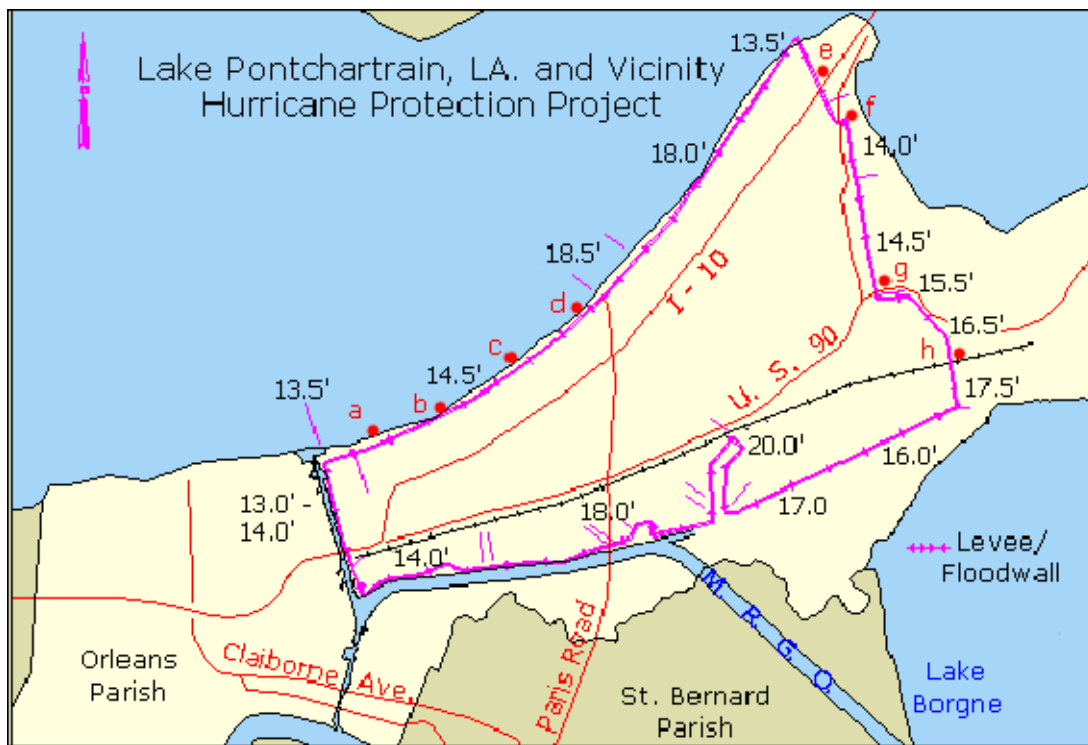 Lake Pontchartrain, LA. and Vicinity
Hurricane Protection Project
13.5'
e
f
18.0'
14.0'
18.5'
14.5'
g
15.5'
d
I - 10
16.5'
c
h
U. S. 90
14.5'
b
13.5'
a
17.5'
20.0'
16.0'
13.0' -
14.0'
18.0'
17.0
14.0'
Levee/
Floodwall
M. R. G. O.
Orleans
Parish
Claiborne Ave.
Paris Road
St. Bernard
Parish
Lake
Borgne